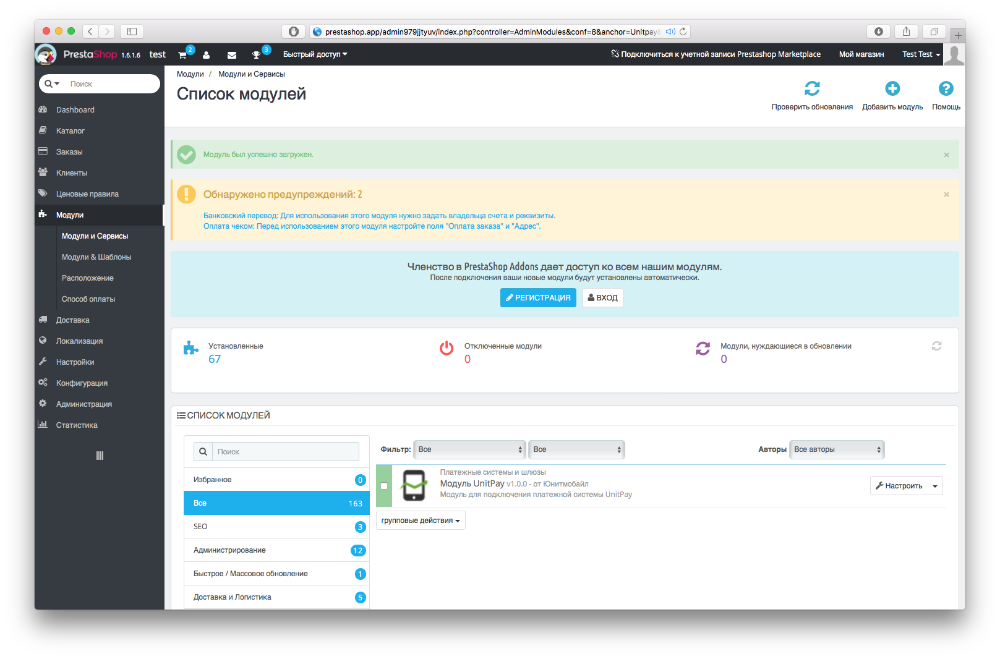 prestashop.app/admin979jjtyuv/index.php?controller=AdminModules&conf=8&anchor=Unitpay
PrestaShop 1.6.1.6 test 2 3 Быстрый доступ
Подключиться к учетной записи Prestashop Marketplace Мой магазин Test Test
Поиск
Dashboard
Каталог
Заказы
Клиенты
Ценовые правила
Модули
Модули и Сервисы
Модули & Шаблоны
Расположение
Способ оплаты
Доставка
Локализация
Настройки
Конфигурация
Администрация
Статистика
Модули / Модули и Сервисы
Список модулей
Проверить обновления Добавить модуль Помощь
Модуль был успешно загружен. ×
Обнаружено предупреждений: 2 ×
Банковский перевод: Для использования этого модуля нужно задать владельца счета и реквизиты.
Оплата чеком: Перед использованием этого модуля настройте поля "Оплата заказа" и "Адрес".
Членство в PrestaShop Addons дает доступ ко всем нашим модулям.
После подключения ваши новые модули будут установлены автоматически.
РЕГИСТРАЦИЯ ВХОД
Установленные
67
Отключенные модули
0
Модули, нуждающиеся в обновлении
0
СПИСОК МОДУЛЕЙ
Поиск
Избранное 0
Все 163
SEO 3
Администрирование 12
Быстрое / Массовое обновление 1
Доставка и Логистика 5
Фильтр: Все Все Авторы Все авторы
Платежные системы и шлюзы
Модуль UnitPay v1.0.0 - от Юнитмобайл
Модуль для подключения платежной системы UnitPay
Настроить
групповые действия